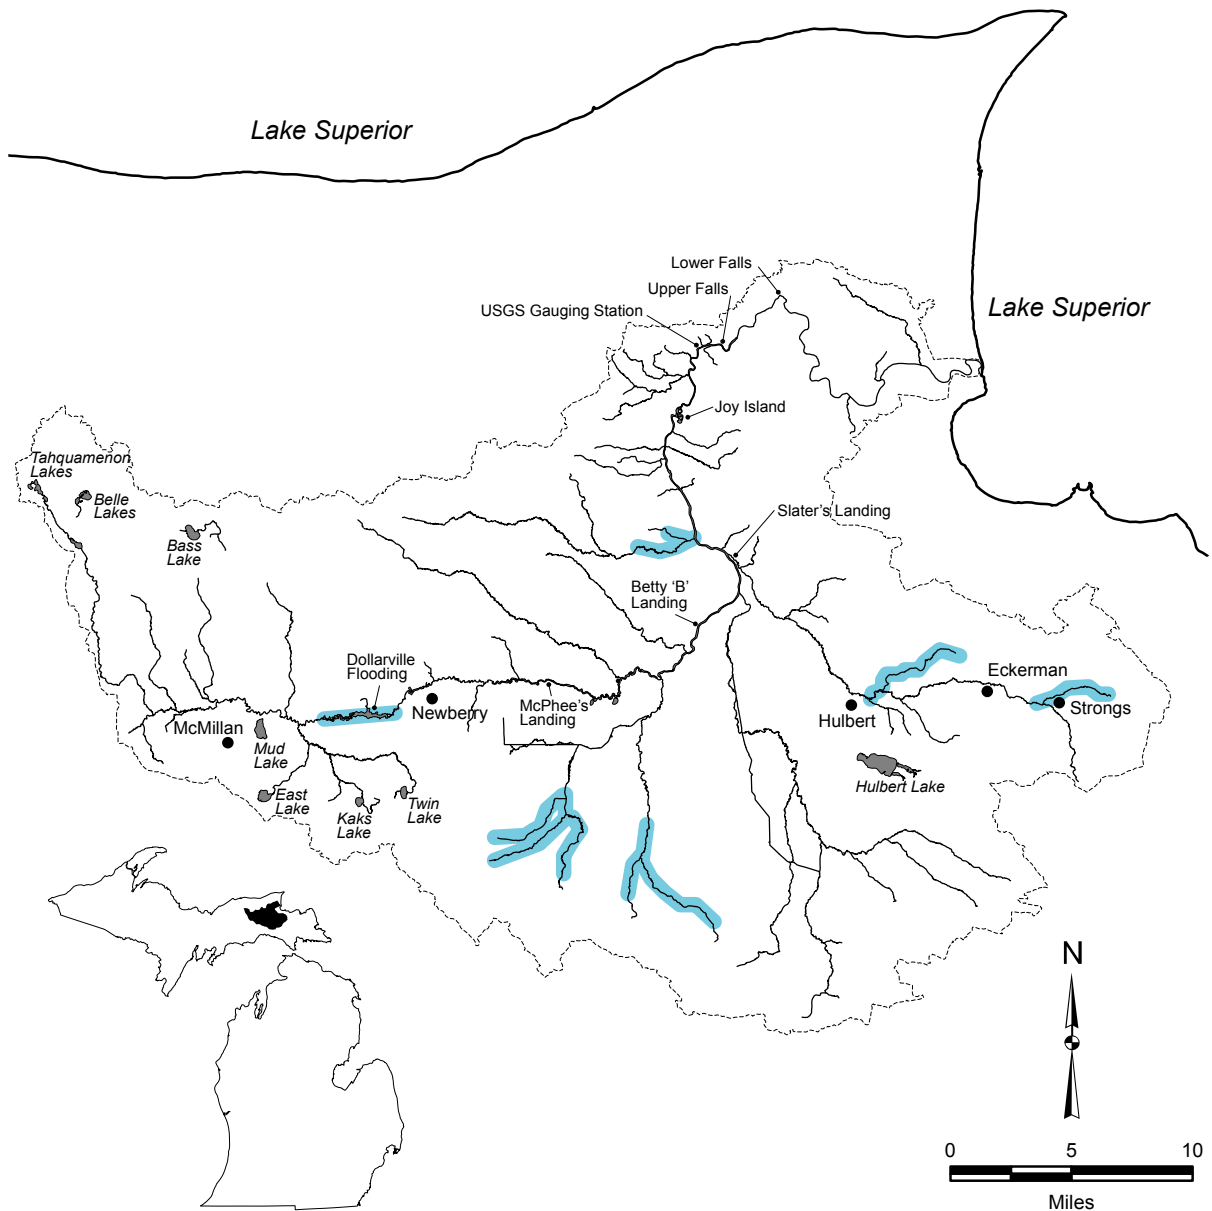 Lake Superior
Lower Falls
Upper Falls
USGS Gauging Station
Lake Superior
Joy Island
Tahquamenon
Lakes
Belle
Lakes
Bass
Lake
Slater's Landing
Betty 'B'
Landing
Dollarville
Flooding
Eckerman
McPhee's
Landing
Newberry
Strongs
Hulbert
McMillan
Mud
Lake
Hulbert Lake
East
Lake
Kaks
Lake
Twin
Lake
N
0 5 10
Miles